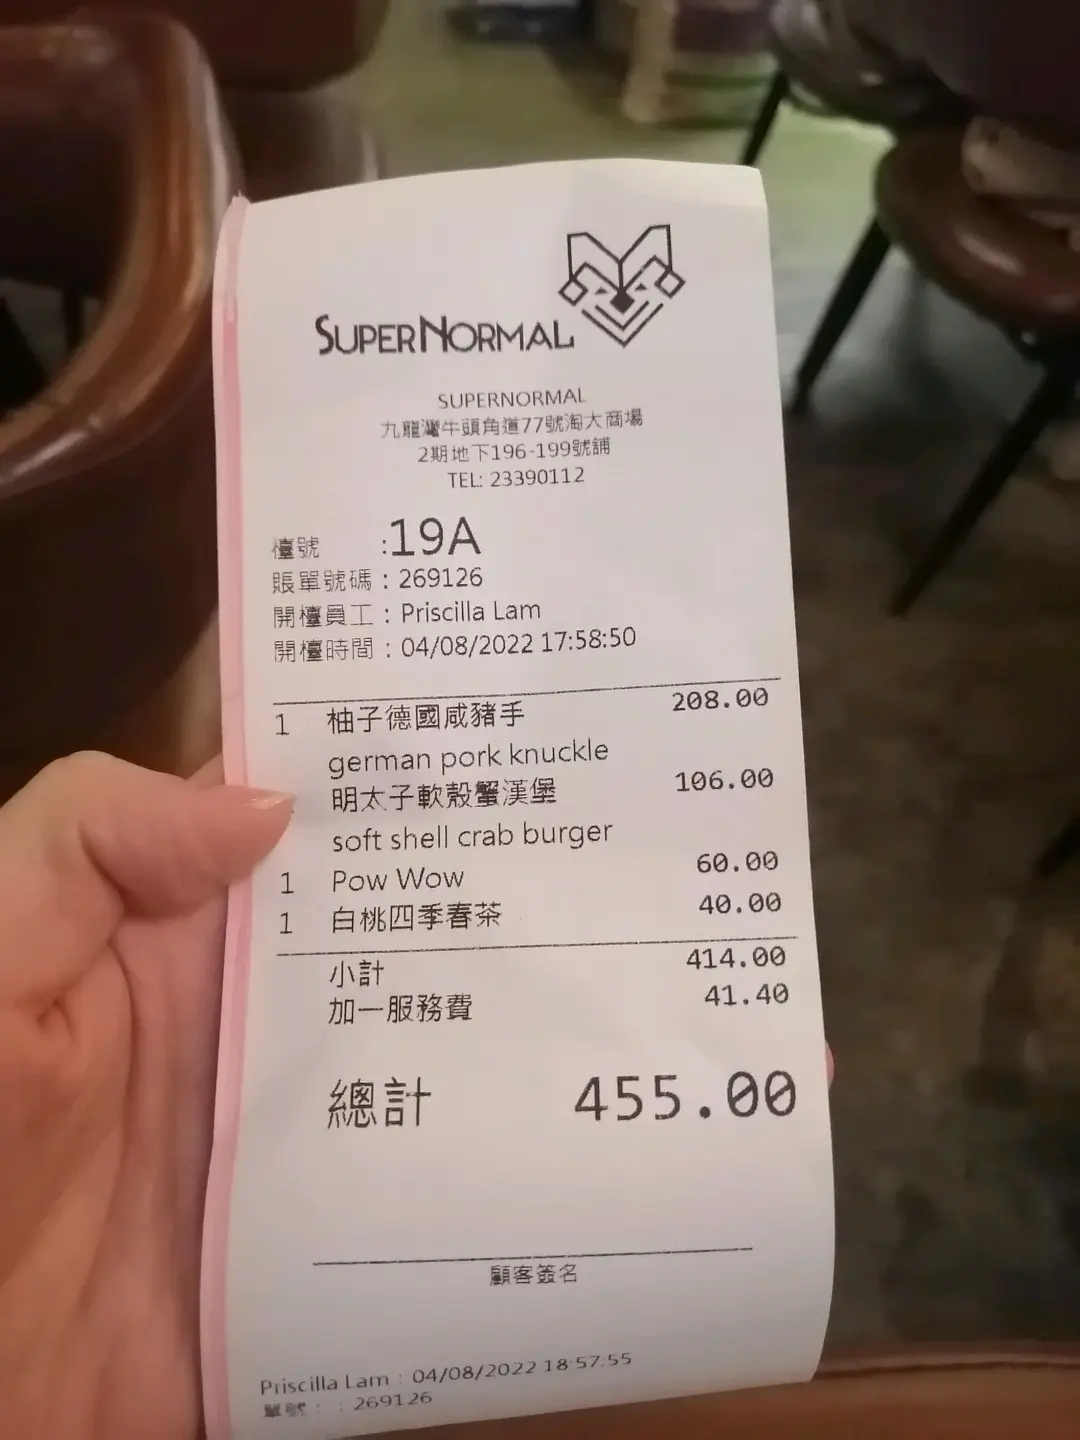 SUPERNORMAL
SUPERNORMAL
九龍灣牛頭角道77號淘大商場
2期地下196-199號舖
TEL: 23390112
檯號 :19A
賬單號碼 : 269126
開檯員工 : Priscilla Lam
開檯時間 : 04/08/2022 17:58:50
1 柚子德國咸豬手 208.00
german pork knuckle
明太子軟殼蟹漢堡 106.00
soft shell crab burger
1 Pow Wow 60.00
1 白桃四季春茶 40.00
小計 414.00
加一服務費 41.40
總計 455.00
顧客簽名
Priscilla Lam : 04/08/2022 18:57:55
單號 : : 269126